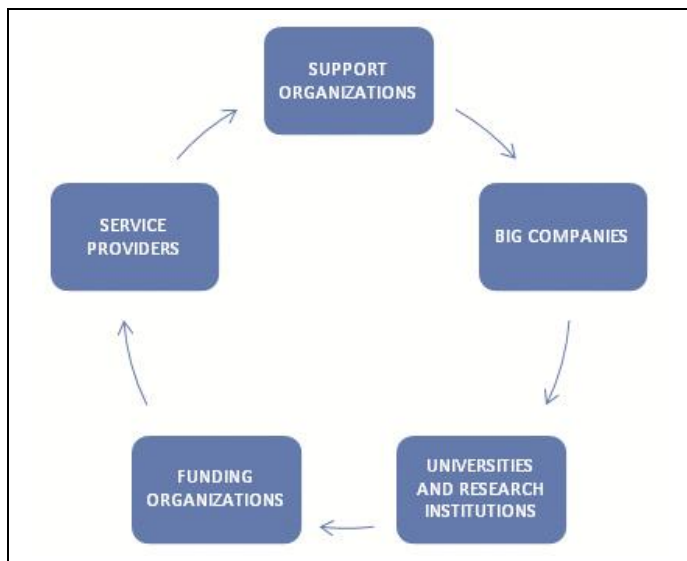 SUPPORT
ORGANIZATIONS
BIG COMPANIES
UNIVERSITIES
AND RESEARCH
INSTITUTIONS
FUNDING
ORGANIZATIONS
SERVICE
PROVIDERS